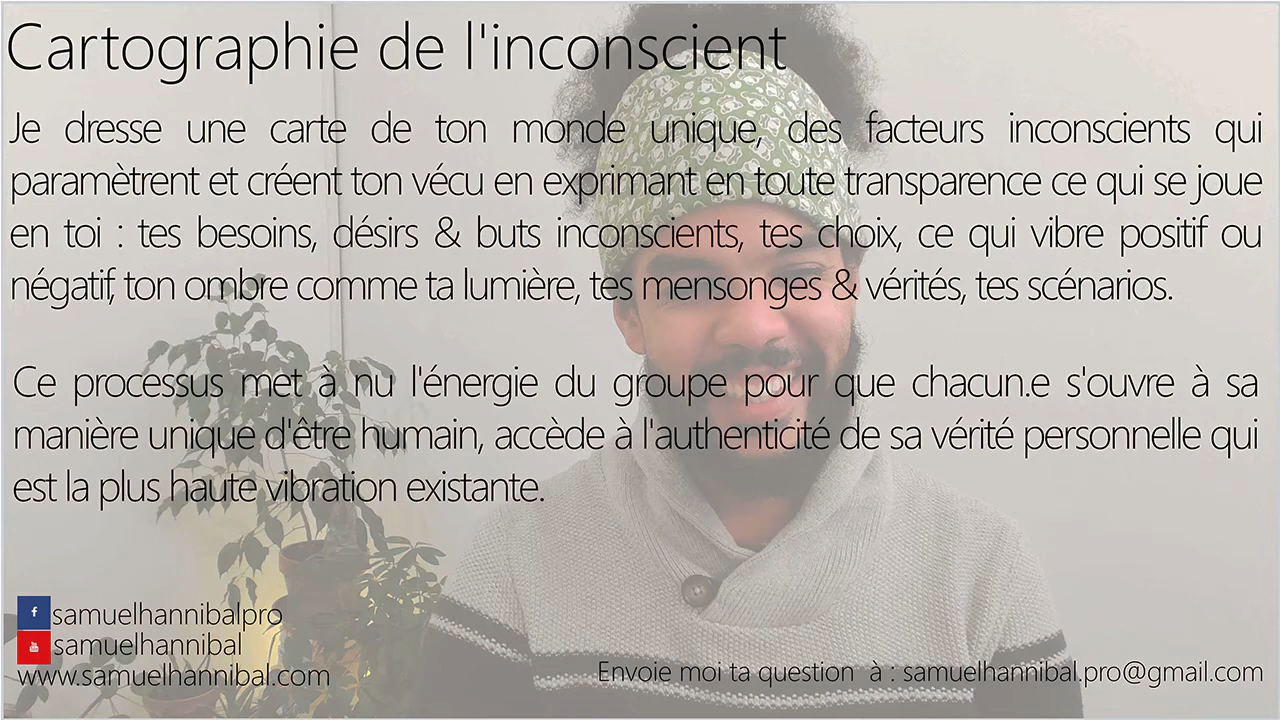 Cartographie de l'inconscient
Je dresse une carte de ton monde unique, des facteurs inconscients qui
paramètrent et créent ton vécu en exprimant en toute transparence ce qui se joue
en toi : tes besoins, désirs & buts inconscients, tes choix, ce qui vibre positif ou
négatif, ton ombre comme ta lumière, tes mensonges & vérités, tes scénarios.
Ce processus met à nu l'énergie du groupe pour que chacun.e s'ouvre à sa
manière unique d'être humain, accède à l'authenticité de sa vérité personnelle qui
est la plus haute vibration existante.
samuelhannibalpro
samuelhannibal
www.samuelhannibal.com
Envoie moi ta question à : samuelhannibal.pro@gmail.com